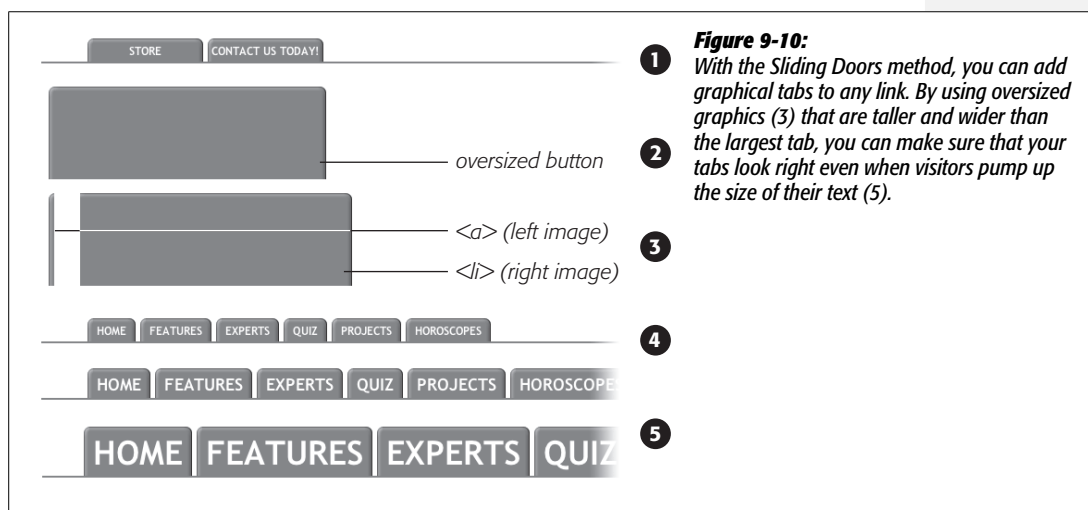 STORE
CONTACT US TODAY!
1
oversized button
2
<a> (left image)
<li> (right image)
3
HOME FEATURES EXPERTS QUIZ PROJECTS HOROSCOPES
4
HOME FEATURES EXPERTS QUIZ PROJECTS HOROSCOPES
HOME FEATURES EXPERTS QUIZ
5
Figure 9-10:
With the Sliding Doors method, you can add
graphical tabs to any link. By using oversized
graphics (3) that are taller and wider than
the largest tab, you can make sure that your
tabs look right even when visitors pump up
the size of their text (5).